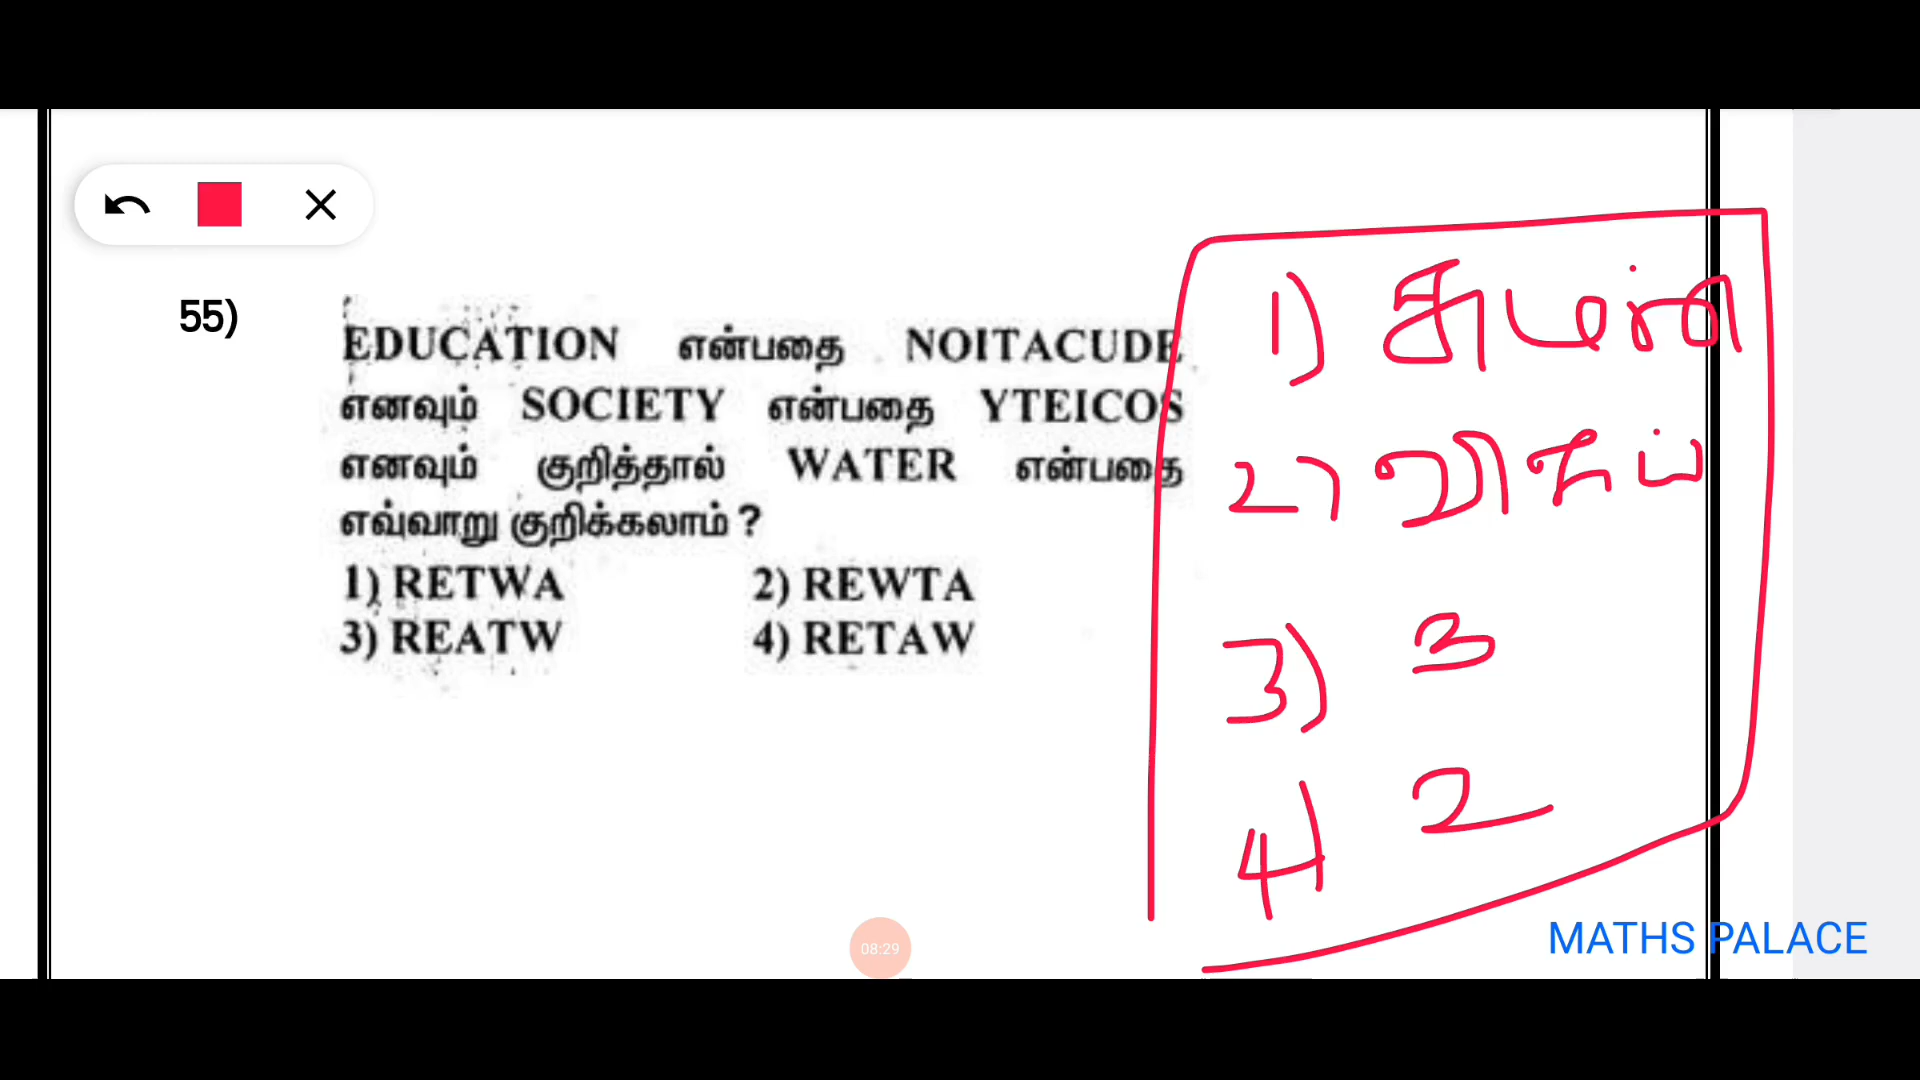 55)
EDUCATION என்பதை NOITACUDE
எனவும் SOCIETY என்பதை YTEICOS
எனவும் குறித்தால் WATER என்பதை
எவ்வாறு குறிக்கலாம் ?
1) RETWA 2) REWTA
3) REATW 4) RETAW
1)
2)
3) 3
4) 2
08:29
MATHS PALACE